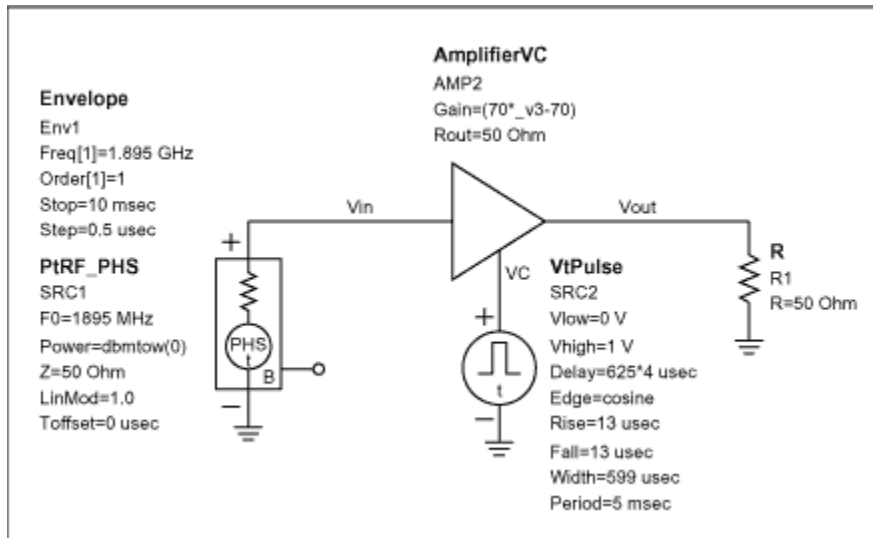 AmplifierVC
AMP2
Gain=(70*_v3-70)
Rout=50 Ohm
Envelope
Env1
Freq[1]=1.895 GHz
Order[1]=1
Stop=10 msec
Step=0.5 usec
Vin
Vout
+
PtRF_PHS
SRC1
F0=1895 MHz
Power=dbmtow(0)
Z=50 Ohm
LinMod=1.0
Toffset=0 usec
PHS
t
B
−
VC
+
t
−
VtPulse
SRC2
Vlow=0 V
Vhigh=1 V
Delay=625*4 usec
Edge=cosine
Rise=13 usec
Fall=13 usec
Width=599 usec
Period=5 msec
R
R1
R=50 Ohm